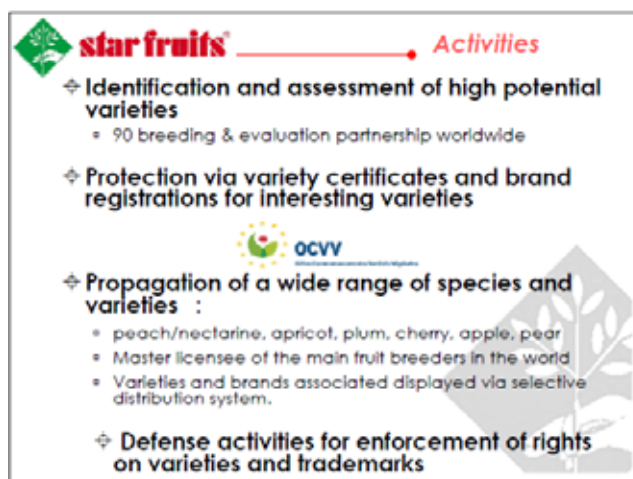 star fruits®
Activities
Identification and assessment of high potential
varieties
90 breeding & evaluation partnership worldwide
Protection via variety certificates and brand
registrations for interesting varieties
OCVV
Propagation of a wide range of species and
varieties :
peach/nectarine, apricot, plum, cherry, apple, pear
Master licensee of the main fruit breeders in the world
Varieties and brands associated displayed via selective
distribution system.
Defense activities for enforcement of rights
on varieties and trademarks